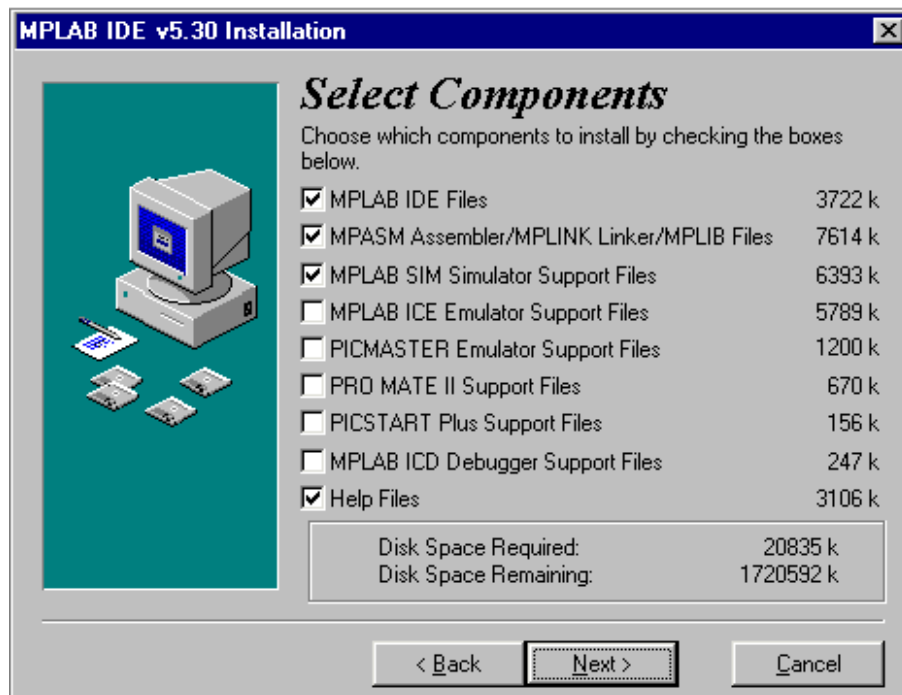 MPLAB IDE v5.30 Installation
Select Components
Choose which components to install by checking the boxes
below.
MPLAB IDE Files 3722 k
MPASM Assembler/MPLINK Linker/MPLIB Files 7614 k
MPLAB SIM Simulator Support Files 6393 k
MPLAB ICE Emulator Support Files 5789 k
PICMASTER Emulator Support Files 1200 k
PRO MATE II Support Files 670 k
PICSTART Plus Support Files 156 k
MPLAB ICD Debugger Support Files 247 k
Help Files 3106 k
Disk Space Required: 20835 k
Disk Space Remaining: 1720592 k
< Back Next > Cancel